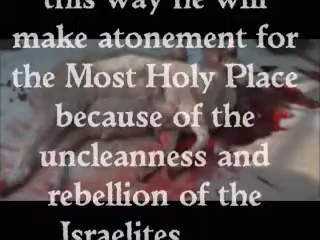 this way he will
make atonement for
the Most Holy Place
because of the
uncleanness and
rebellion of the
Israelites